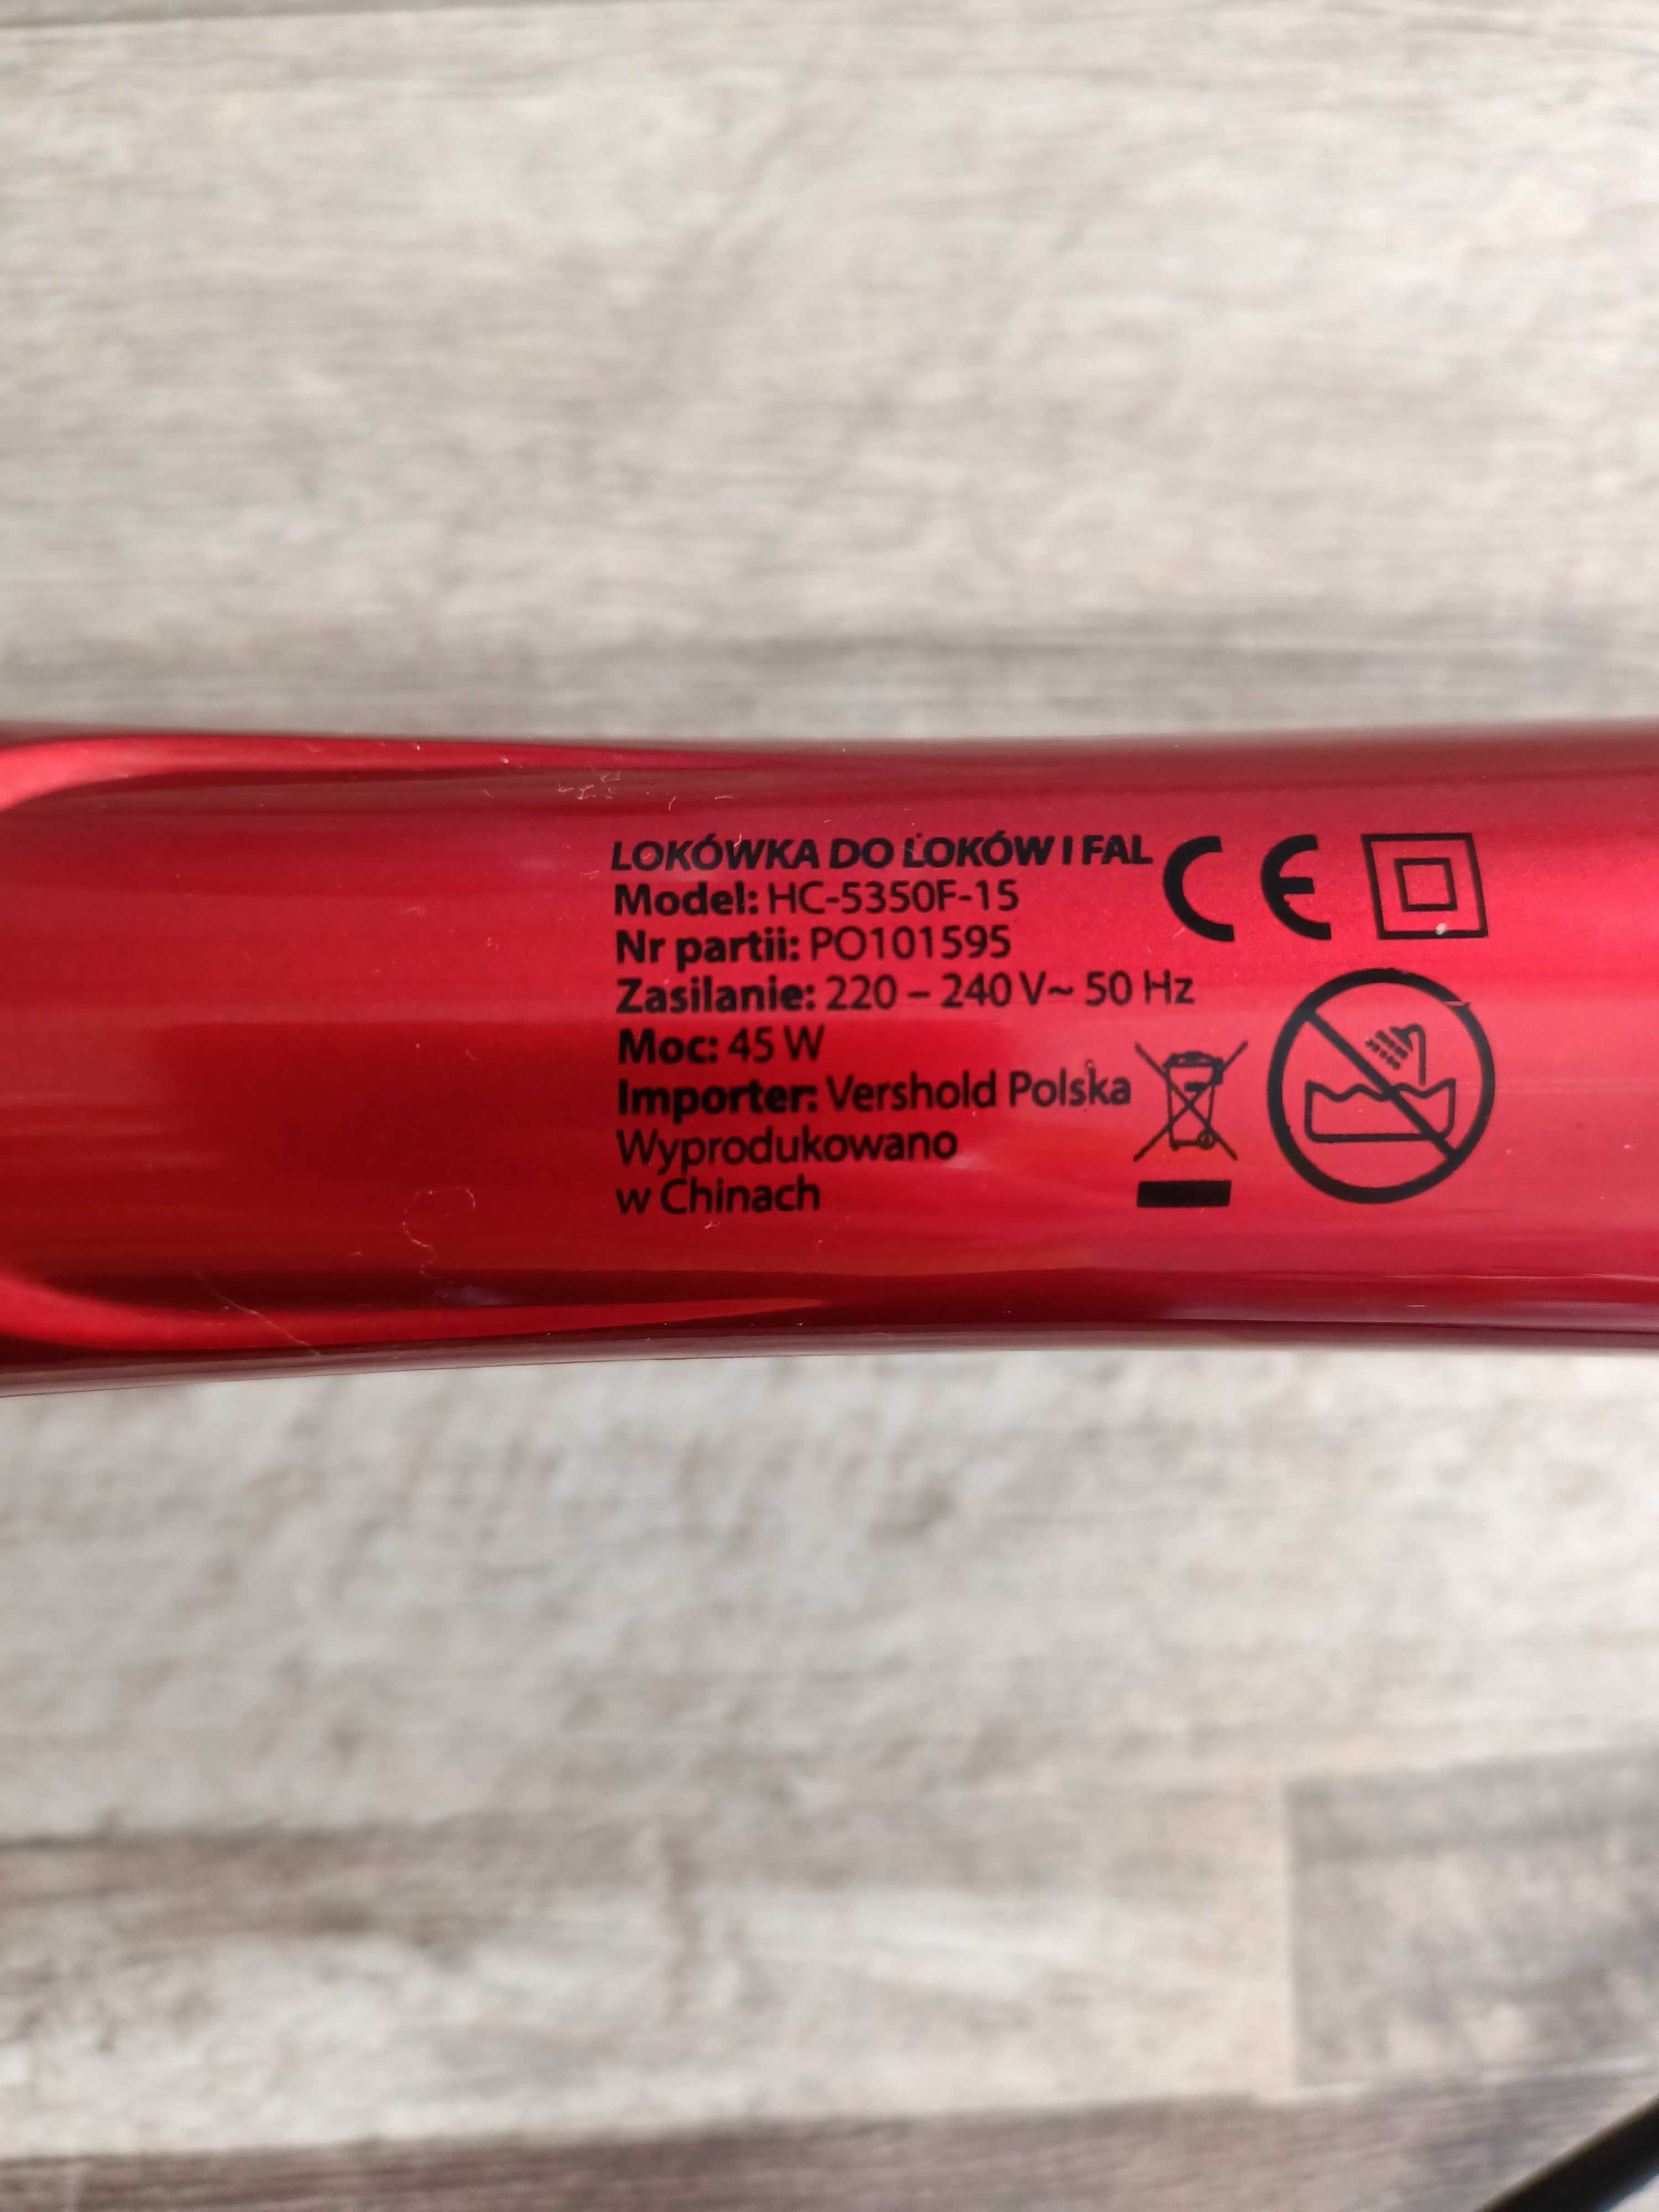 LOKÓWKA DO LOKÓW I FAL
Model: HC-5350F-15
Nr partii: PO101595
Zasilanie: 220 – 240 V~ 50 Hz
Moc: 45 W
Importer: Vershold Polska
Wyprodukowano
w Chinach
CE